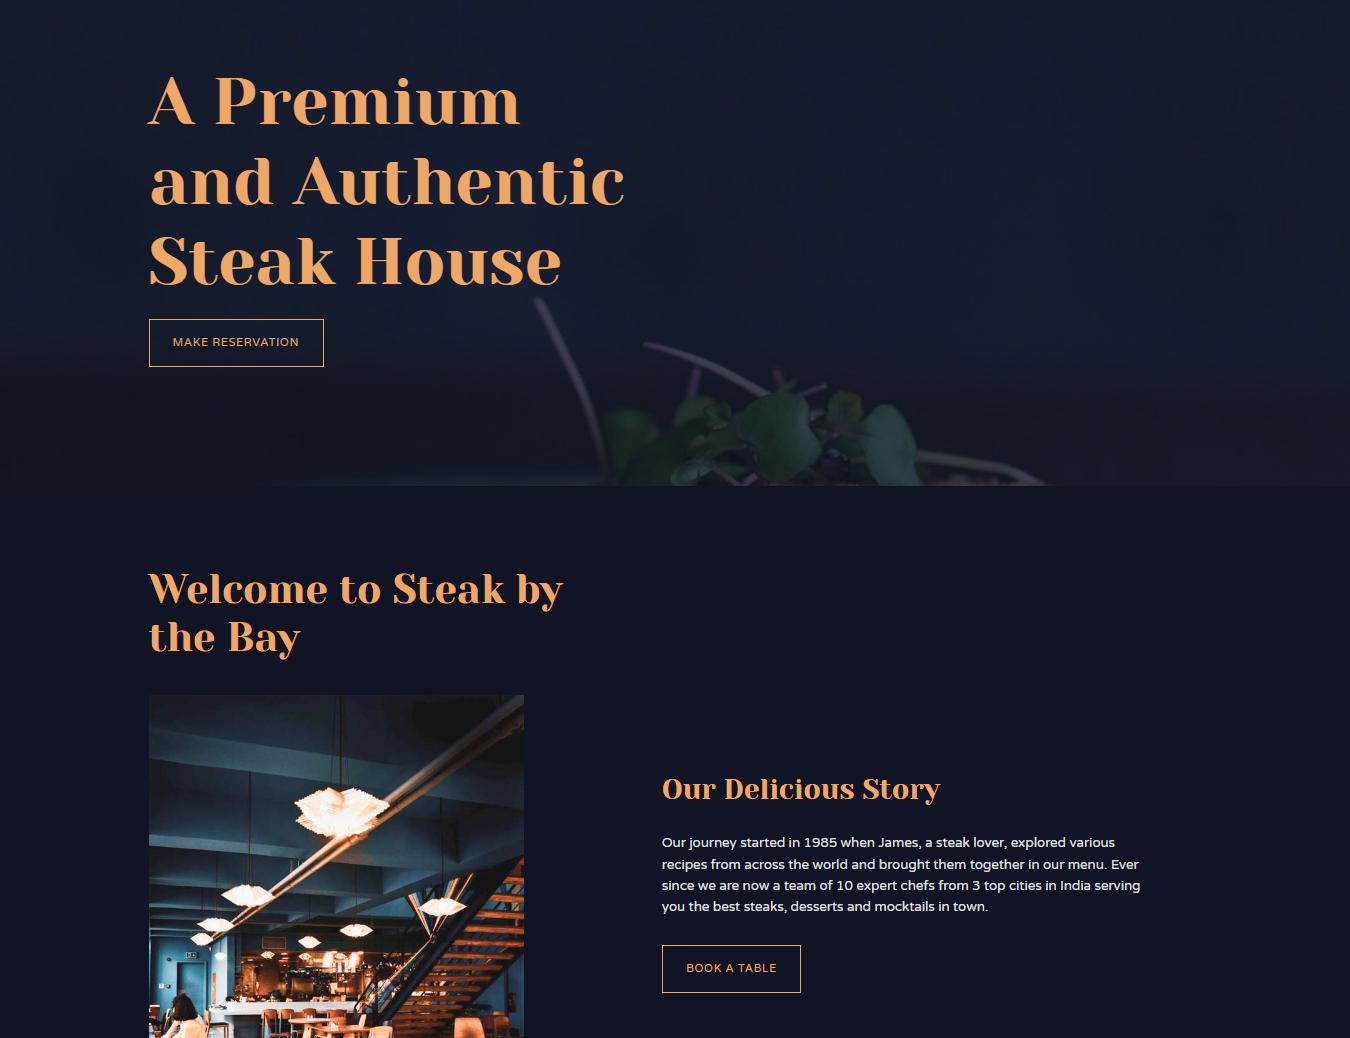 A Premium
and Authentic
Steak House
MAKE RESERVATION
Welcome to Steak by
the Bay
Our Delicious Story
Our journey started in 1985 when James, a steak lover, explored various
recipes from across the world and brought them together in our menu. Ever
since we are now a team of 10 expert chefs from 3 top cities in India serving
you the best steaks, desserts and mocktails in town.
BOOK A TABLE